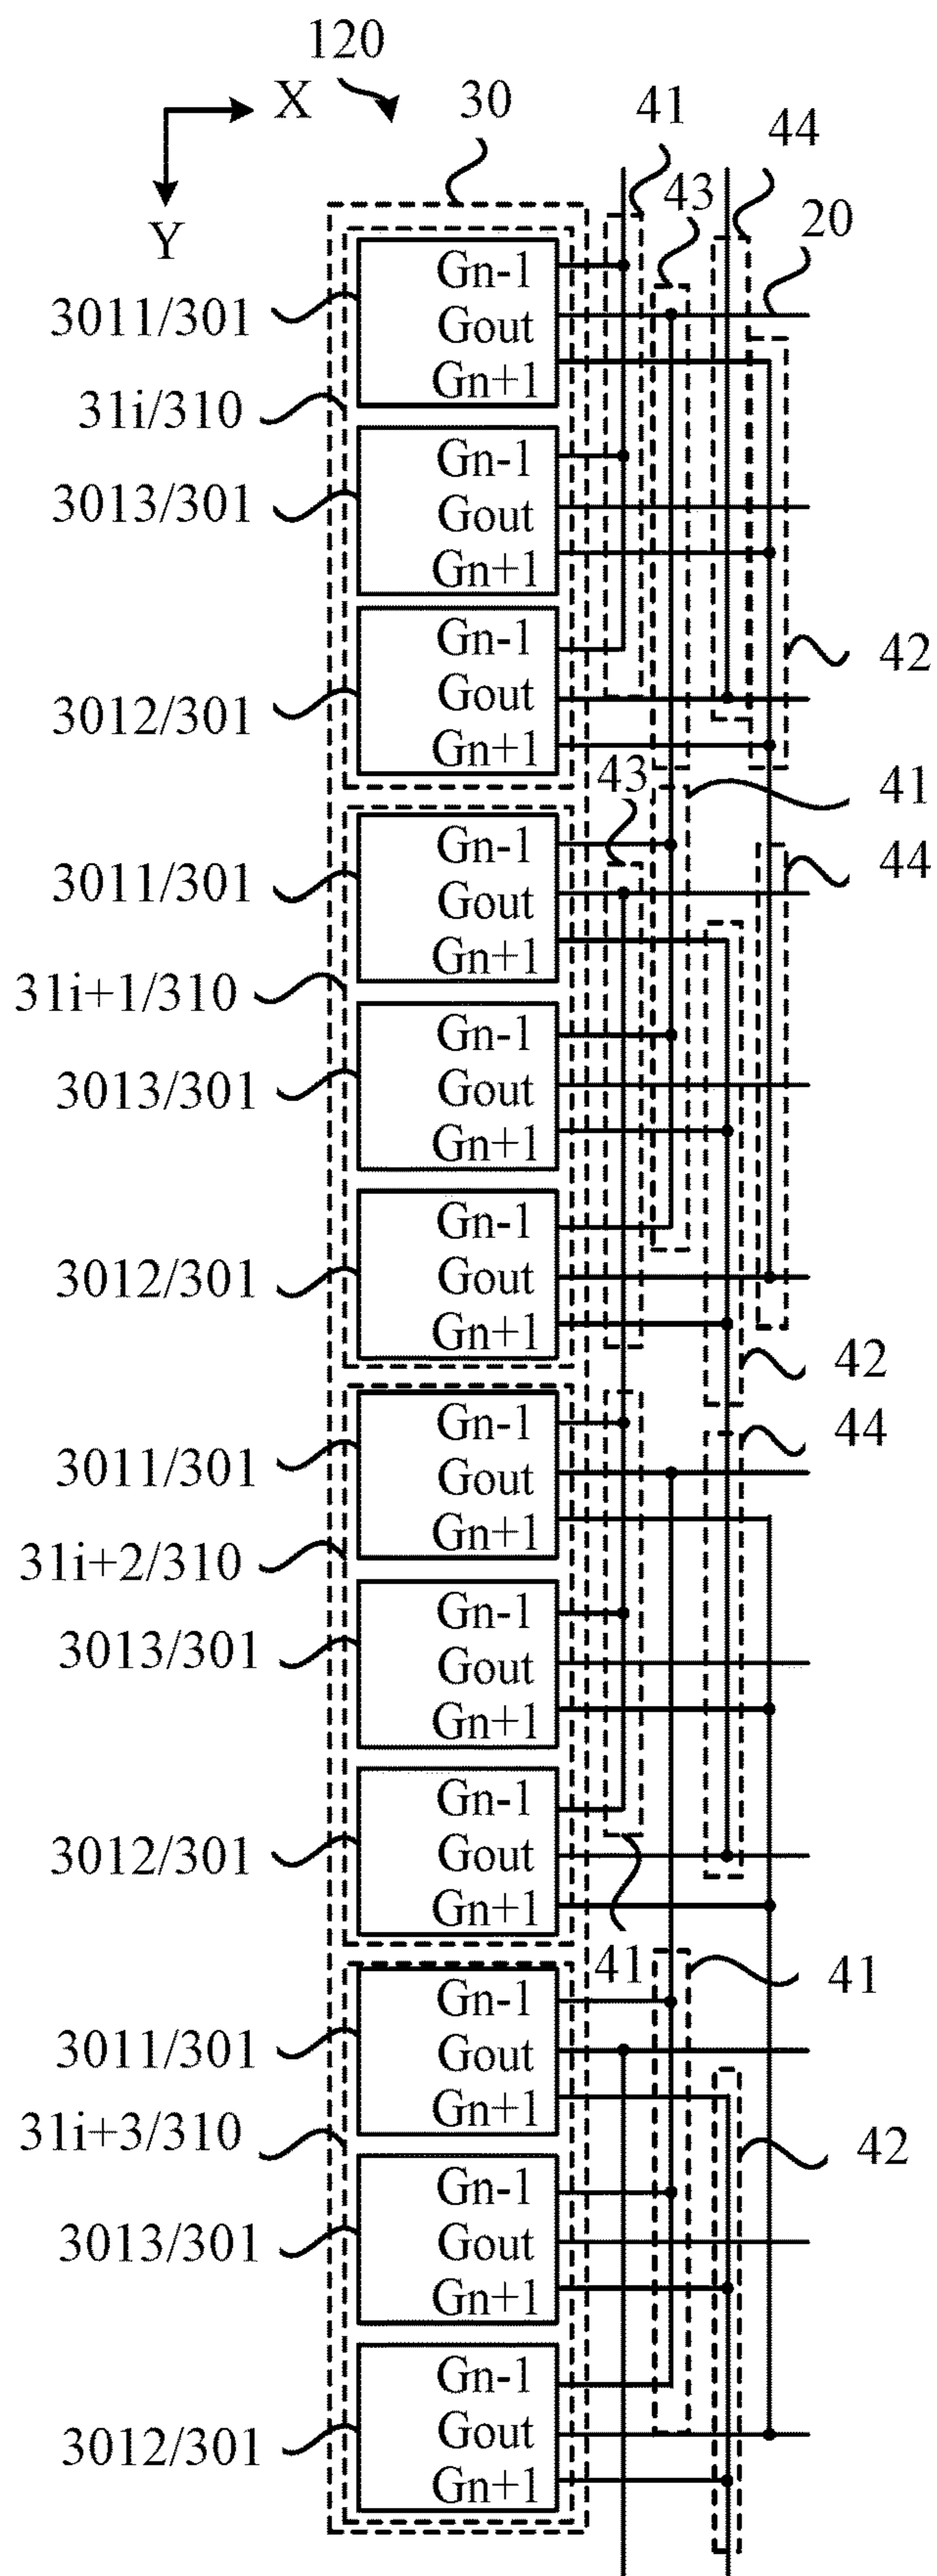 120
X
30
41
44
Y
43
20
Gn-1
3011/301
Gout
Gn+1
31i/310
Gn-1
3013/301
Gout
Gn+1
Gn-1
42
3012/301
Gout
Gn+1
43
41
Gn-1
44
3011/301
Gout
Gn+1
31i+1/310
Gn-1
3013/301
Gout
Gn+1
Gn-1
3012/301
Gout
Gn+1
42
Gn-1
44
3011/301
Gout
Gn+1
31i+2/310
Gn-1
3013/301
Gout
Gn+1
Gn-1
3012/301
Gout
Gn+1
41
41
Gn-1
3011/301
Gout
Gn+1
31i+3/310
42
Gn-1
3013/301
Gout
Gn+1
Gn-1
3012/301
Gout
Gn+1